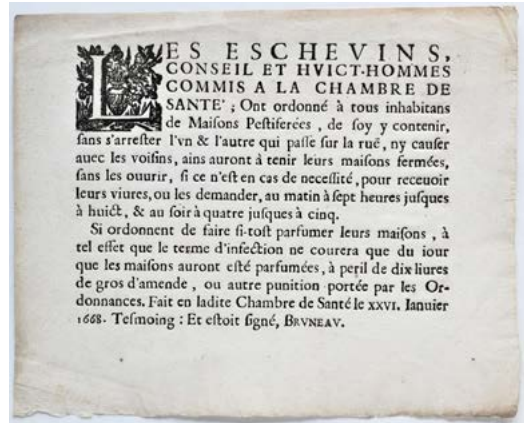 LES ESCHEVINS,
CONSEIL ET HVICT-HOMMES
COMMIS A LA CHAMBRE DE
SANTE' ; Ont ordonné à tous inhabitans
de Maiſons Peſtiferées , de ſoy y contenir,
ſans s'arreſter l'vn & l'autre qui paſſe ſur la ruë, ny cauſer
auec les voiſins, ains auront à tenir leurs maiſons fermées,
ſans les ouurir, ſi ce n'eſt en cas de neceſſité, pour receuoir
leurs viures, ou les demander, au matin à ſept heures juſques
à huict, & au ſoir à quatre juſques à cinq.
Si ordonnent de faire ſi-toſt parfumer leurs maiſons , à
tel effet que le terme d'infection ne courera que du iour
que les maiſons auront eſté parfumées, à peril de dix liures
de gros d'amende, ou autre punition portée par les Or-
donnances. Fait en ladite Chambre de Santé le XXVI. Ianuier
1668. Teſmoing : Et eſtoit ſigné, BRVNEAV.